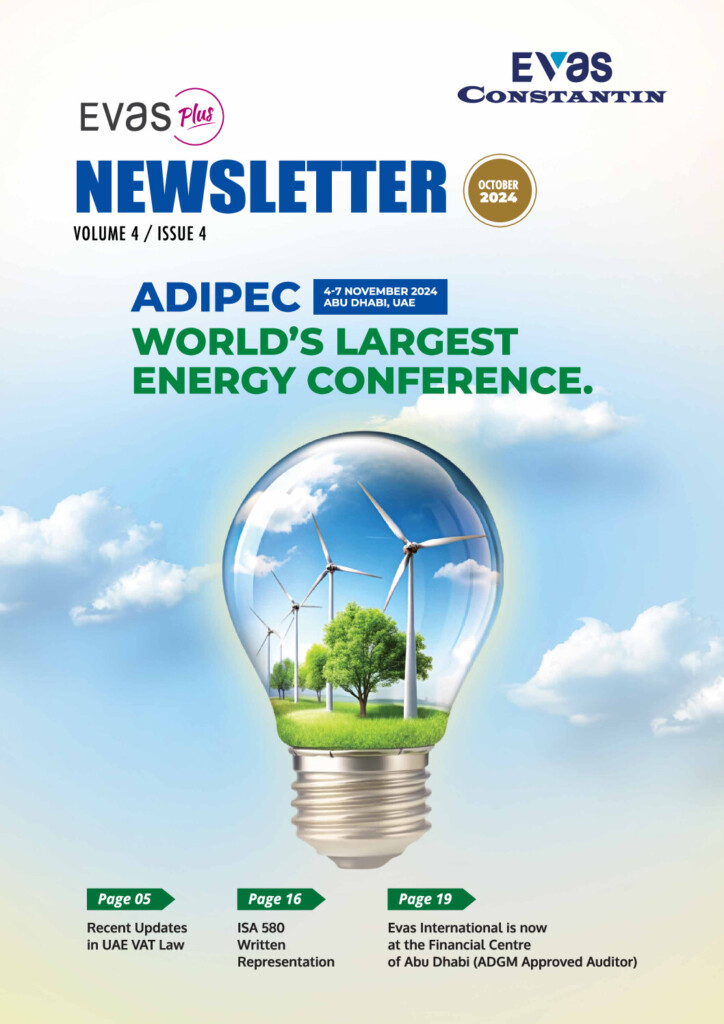 EVAS
CONSTANTIN
EVAS Plus
NEWSLETTER
OCTOBER
2024
VOLUME 4 / ISSUE 4
ADIPEC
4-7 NOVEMBER 2024
ABU DHABI, UAE
WORLD'S LARGEST
ENERGY CONFERENCE.
Page 05
Recent Updates
in UAE VAT Law
Page 16
ISA 580
Written
Representation
Page 19
Evas International is now
at the Financial Centre
of Abu Dhabi (ADGM Approved Auditor)